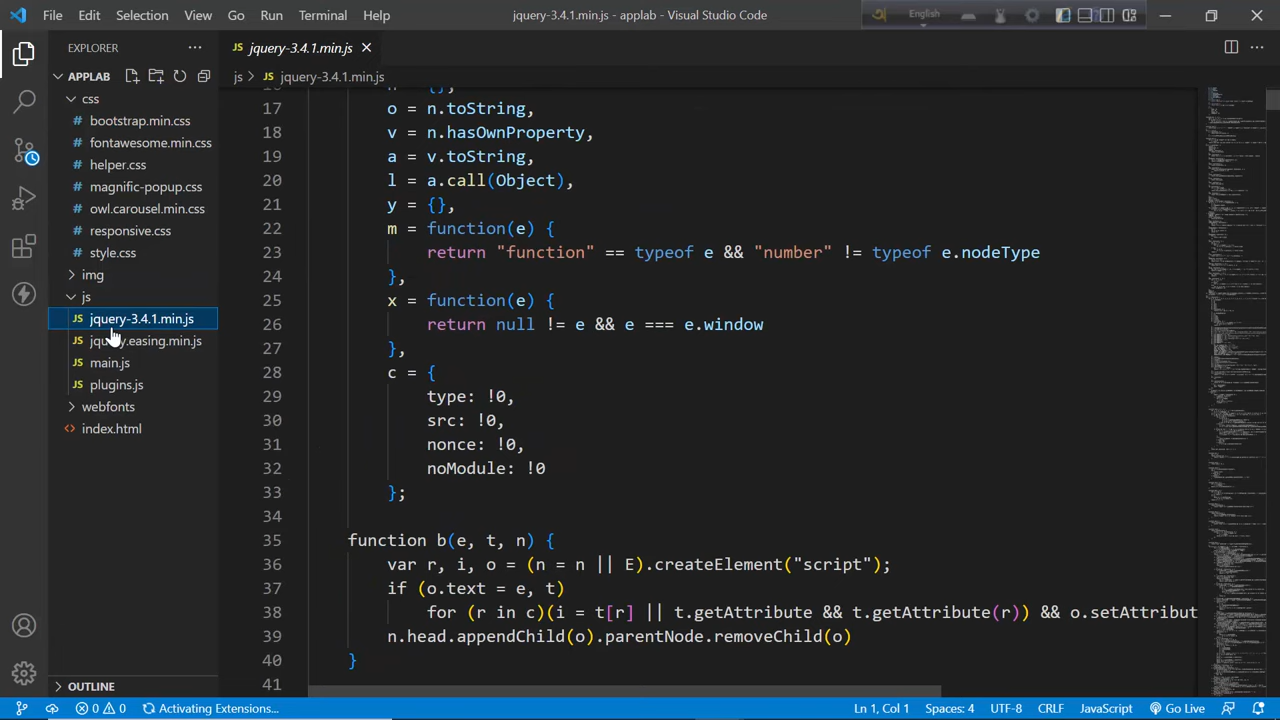 File Edit Selection View Go Run Terminal Help
jquery-3.4.1.min.js - applab - Visual Studio Code
English
EXPLORER
APPLAB
css
bootstrap.min.css
fontawesome.min.css
helper.css
magnific-popup.css
owl.carousel.min.css
responsive.css
style.css
img
js
jquery-3.4.1.min.js
jquery.easing.min.js
plugins.js
webfonts
index.html
OUTLINE
jquery-3.4.1.min.js
js > jquery-3.4.1.min.js
17 o = n.toString,
18 v = n.hasOwnProperty,
19 a = v.toString,
20 l = a.call(Object),
21 y = {},
22 m = function(e) {
23 return "function" == typeof e && "number" != typeof e.nodeType
24 },
25 x = function(e) {
26 return null != e && e === e.window
27 },
28 c = {
29 type: !0,
30 src: !0,
31 nonce: !0,
32 noModule: !0
33 };
34
35 function b(e, t, n) {
36 var r, i, o = (n = n || E).createElement("script");
37 if (o.text = e, t)
38 for (r in c)(i = t[r] || t.getAttribute && t.getAttribute(r)) && o.setAttribut
39 n.head.appendChild(o).parentNode.removeChild(o)
40 }
41
0 0 Activating Extensions... Ln 1, Col 1 Spaces: 4 UTF-8 CRLF JavaScript Go Live